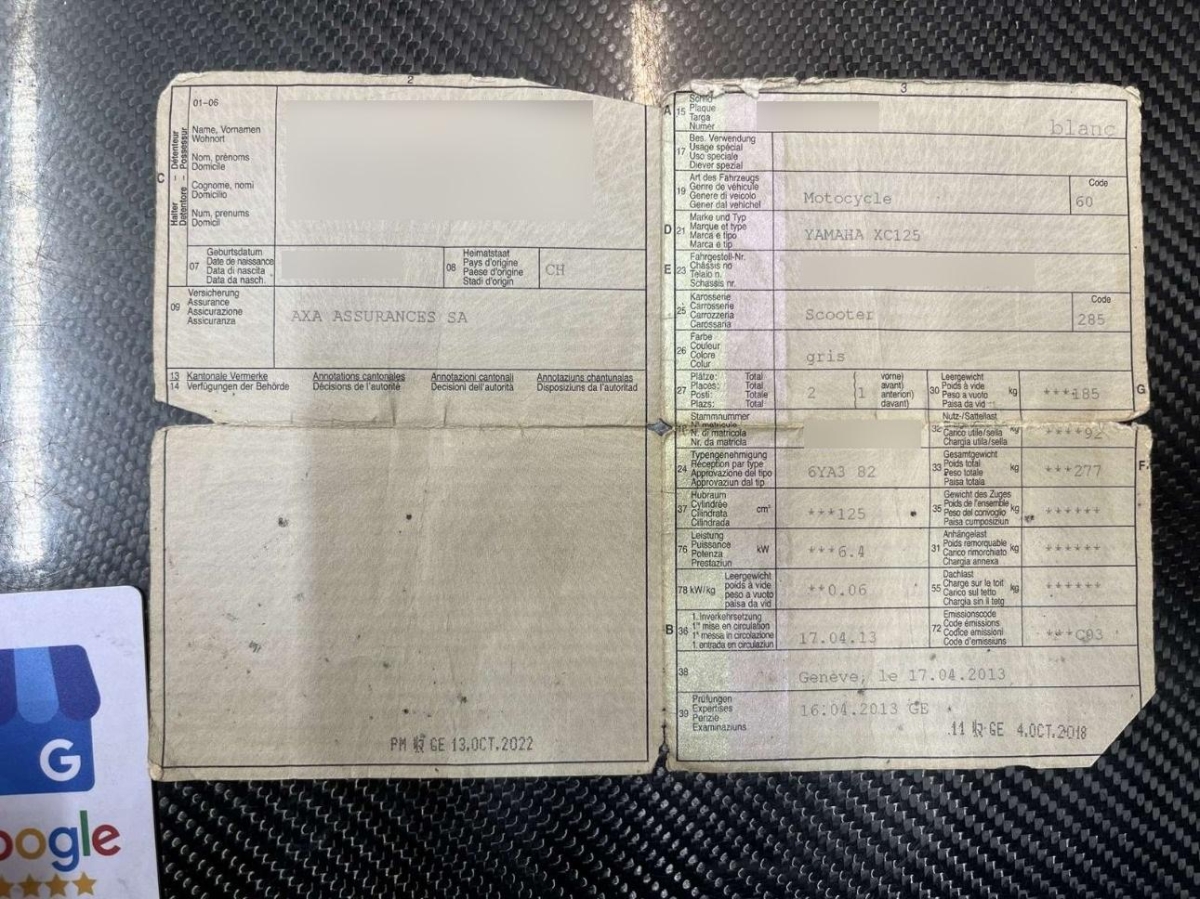 2
01-06
C
Halter – Détenteur
Detentore – Possessur
Name, Vornamen
Wohnort
Nom, prénoms
Domicile
Cognome, nomi
Domicilio
Num, prenums
Domicil
07
Geburtsdatum
Date de naissance
Data di nascita
Data da nasch.
08
Heimatstaat
Pays d'origine
Paese d'origine
Stadi d'origin
CH
09
Versicherung
Assurance
Assicurazione
Assicuranza
AXA ASSURANCES SA
13 Kantonale Vermerke Annotations cantonales Annotazioni cantonali Annotaziuns chantunalas
14 Verfügungen der Behörde Décisions de l'autorité Decisioni dell'autorità Disposiziuns da l'autoritad
PM GE 13.OCT.2022
3
A 15
Schild
Plaque
Targa
Numer
blanc
17
Bes. Verwendung
Usage spécial
Uso speciale
Diever spezial
19
Art des Fahrzeugs
Genre de véhicule
Genere di veicolo
Gener dal vehichel
Motocycle
Code
60
D 21
Marke und Typ
Marque et type
Marca e tipo
Marca e tip
YAMAHA XC125
E 23
Fahrgestell-Nr.
Châssis no
Telaio n.
Schassis nr.
25
Karosserie
Carrosserie
Carrozzeria
Carossaria
Scooter
Code
285
26
Farbe
Couleur
Colore
Colur
gris
27
Plätze: Total
Places: Total
Posti: Totale
Plazs: Total
2
1
vorne)
avant)
anteriori)
davant)
30
Leergewicht
Poids à vide
Peso a vuoto
Paisa da vid
kg
***185
G
Stammnummer
N° matricule
Nr. di matricola
Nr. da matricla
32
Nutz-/Sattellast
Carico utile/sella
Chargia utila/sella
kg
****92
24
Typengenehmigung
Réception par type
Approvazione del tipo
Approvaziun dal tip
6YA3 82
33
Gesamtgewicht
Poids total
Peso totale
Paisa totala
kg
***277
F
37
Hubraum
Cylindrée
Cilindrata
Cilindrada
cm³
***125
35
Gewicht des Zuges
Poids de l'ensemble
Peso del convoglio
Paisa cumposiziun
kg
******
76
Leistung
Puissance
Potenza
Prestaziun
kW
***6.4
31
Anhängelast
Poids remorquable
Carico rimorchiato
Chargia annexa
kg
******
78 kW/kg
Leergewicht
poids à vide
peso a vuoto
paisa da vid
**0.06
55
Dachlast
Charge sur le toit
Carico sul tetto
Chargia sin il tetg
kg
******
B 36
1. Inverkehrsetzung
1re mise en circulation
1a messa in circolazione
1. entrada en circulaziun
17.04.13
72
Emissionscode
Code émissions
Codice emissioni
Code d'emissiuns
***C03
38
Genève, le 17.04.2013
39
Prüfungen
Expertises
Perizie
Examinaziuns
16.04.2013 GE
11 GE 4.OCT.2018
G
oogle